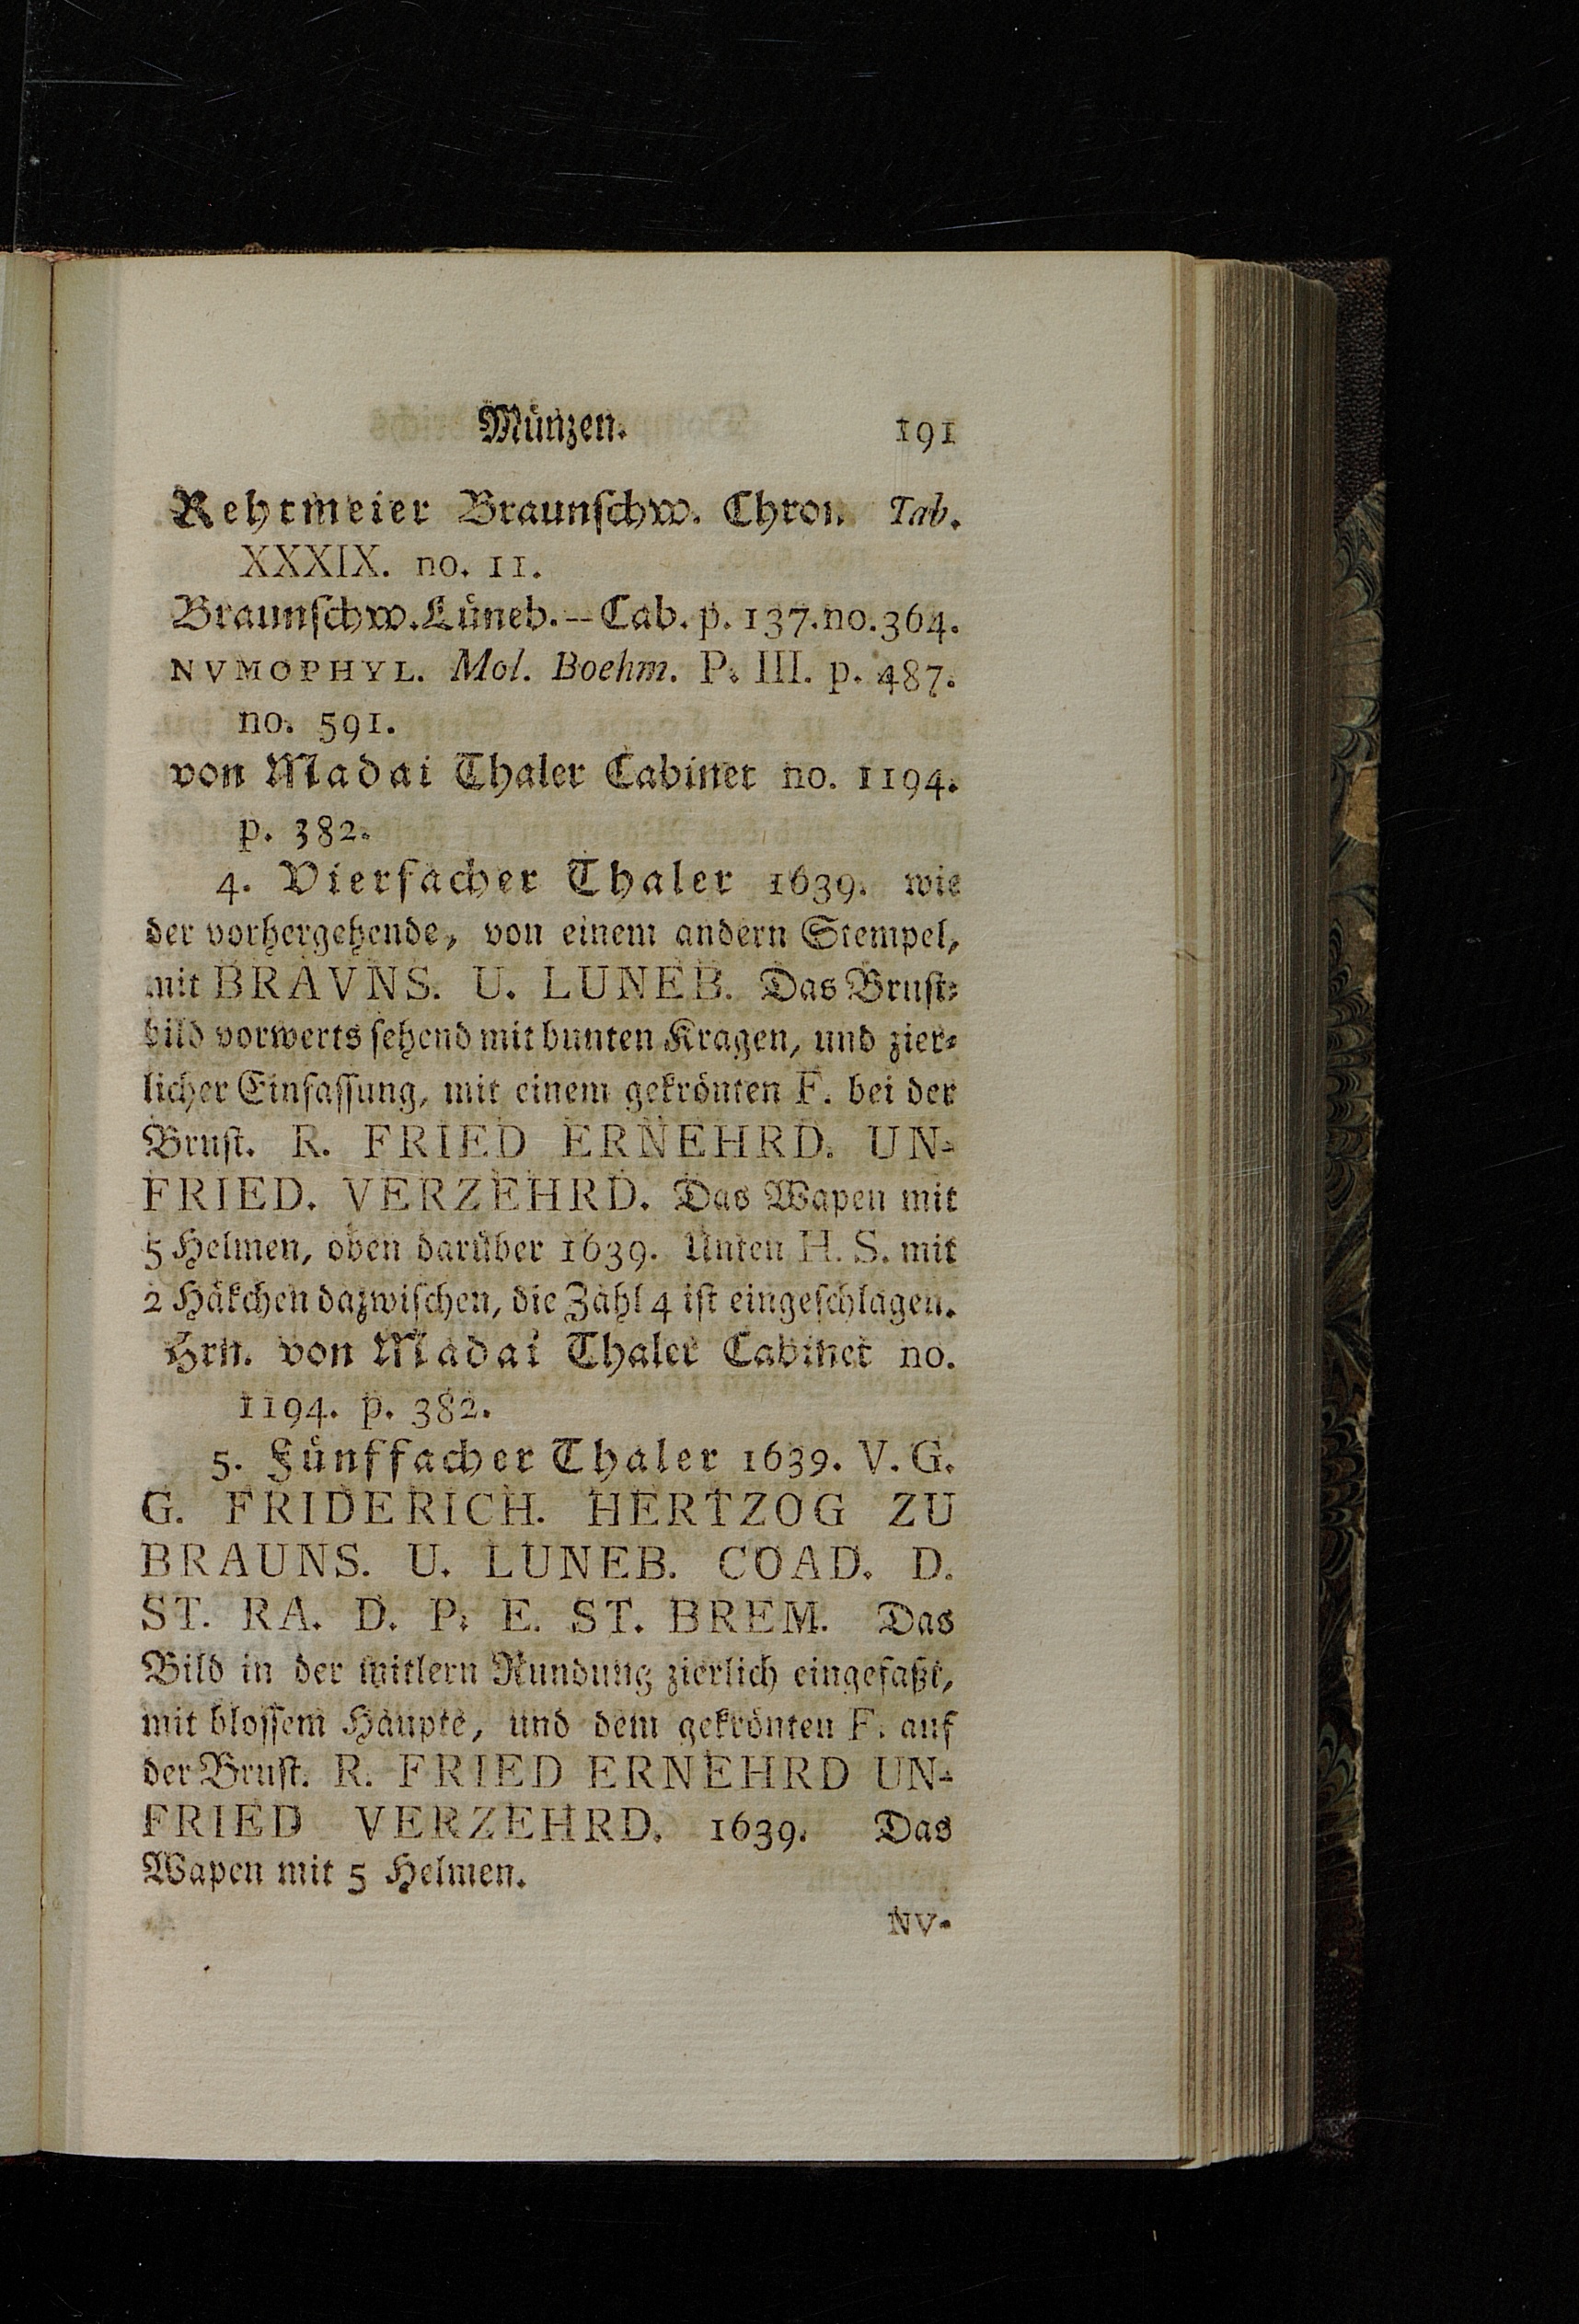 Münzen. 191
Rehtmeier Braunschw. Chron. Tab.
XXXIX. no. 11.
Braunschw. Lüneb. -- Cab. p. 137. no. 364.
NVMOPHYL. Mol. Boehm. P. III. p. 487.
no. 591.
von Madai Thaler Cabinet no. 1194.
p. 382.
4. Vierfacher Thaler 1639. wie
der vorhergehende, von einem andern Stempel,
mit BRAVNS. U. LUNEB. Das Brust-
bild vorwerts sehend mit bunten Kragen, und zier-
licher Einfassung, mit einem gekrönten F. bei der
Brust. R. FRIED ERNEHRD. UN-
FRIED. VERZEHRD. Das Wapen mit
5 Helmen, oben darüber 1639. Unten H. S. mit
2 Häkchen dazwischen, die Zahl 4 ist eingeschlagen.
Hrn. von Madai Thaler Cabinet no.
1194. p. 382.
5. Fünffacher Thaler 1639. V. G.
G. FRIDERICH. HERTZOG ZU
BRAUNS. U. LUNEB. COAD. D.
ST. RA. D. P. E. ST. BREM. Das
Bild in der mitlern Rundung zierlich eingefaßt,
mit blossem Haupte, und dem gekrönten F. auf
der Brust. R. FRIED ERNEHRD UN-
FRIED VERZEHRD. 1639. Das
Wapen mit 5 Helmen.
NV-